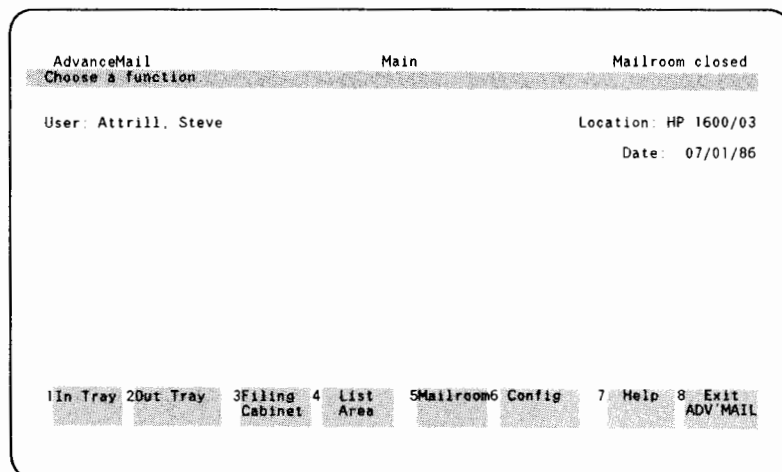 AdvanceMail Main Mailroom closed
Choose a function
User: Attrill, Steve Location: HP 1600/03
Date: 07/01/86
1In Tray 2Out Tray 3Filing 4 List 5Mailroom6 Config 7 Help 8 Exit
Cabinet Area ADV'MAIL